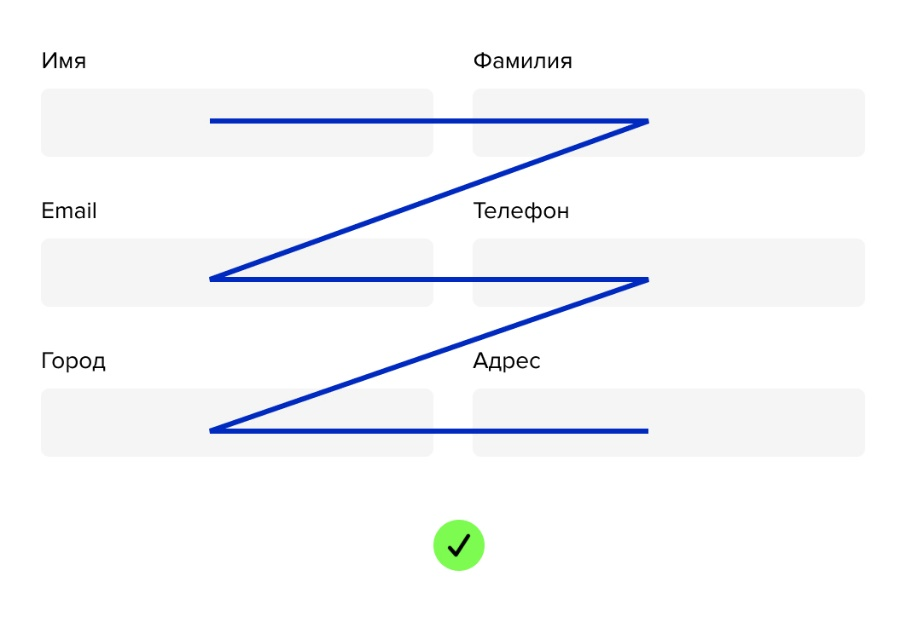 Имя
Фамилия
Email
Телефон
Город
Адрес